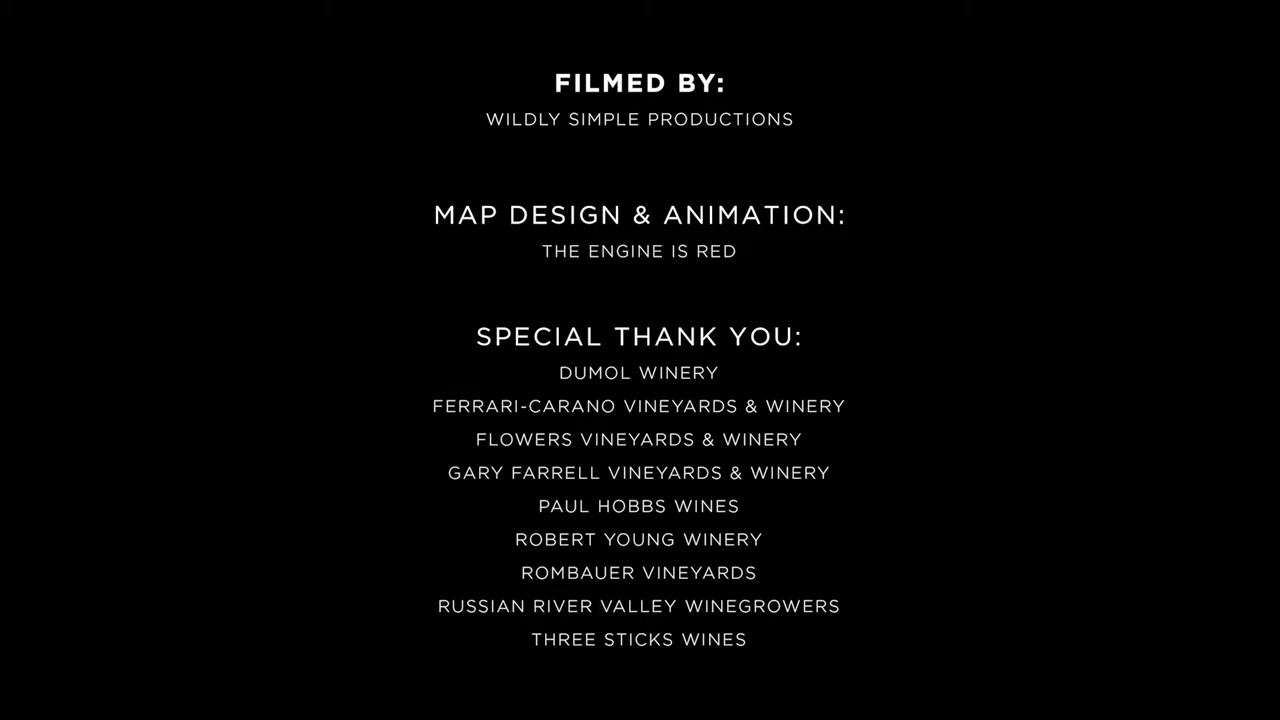 FILMED BY:
WILDLY SIMPLE PRODUCTIONS
MAP DESIGN & ANIMATION:
THE ENGINE IS RED
SPECIAL THANK YOU:
DUMOL WINERY
FERRARI-CARANO VINEYARDS & WINERY
FLOWERS VINEYARDS & WINERY
GARY FARRELL VINEYARDS & WINERY
PAUL HOBBS WINES
ROBERT YOUNG WINERY
ROMBAUER VINEYARDS
RUSSIAN RIVER VALLEY WINEGROWERS
THREE STICKS WINES